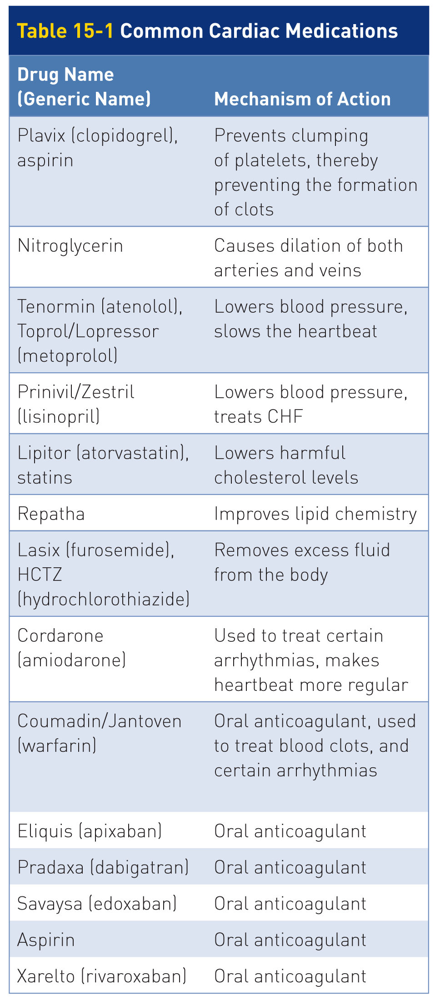 Table 15-1 Common Cardiac Medications
Drug Name
(Generic Name)
Mechanism of Action
Plavix (clopidogrel),
aspirin
Prevents clumping
of platelets, thereby
preventing the formation
of clots
Nitroglycerin
Causes dilation of both
arteries and veins
Tenormin (atenolol),
Toprol/Lopressor
(metoprolol)
Lowers blood pressure,
slows the heartbeat
Prinivil/Zestril
(lisinopril)
Lowers blood pressure,
treats CHF
Lipitor (atorvastatin),
statins
Lowers harmful
cholesterol levels
Repatha
Improves lipid chemistry
Lasix (furosemide),
HCTZ
(hydrochlorothiazide)
Removes excess fluid
from the body
Cordarone
(amiodarone)
Used to treat certain
arrhythmias, makes
heartbeat more regular
Coumadin/Jantoven
(warfarin)
Oral anticoagulant, used
to treat blood clots, and
certain arrhythmias
Eliquis (apixaban)
Oral anticoagulant
Pradaxa (dabigatran)
Oral anticoagulant
Savaysa (edoxaban)
Oral anticoagulant
Aspirin
Oral anticoagulant
Xarelto (rivaroxaban)
Oral anticoagulant